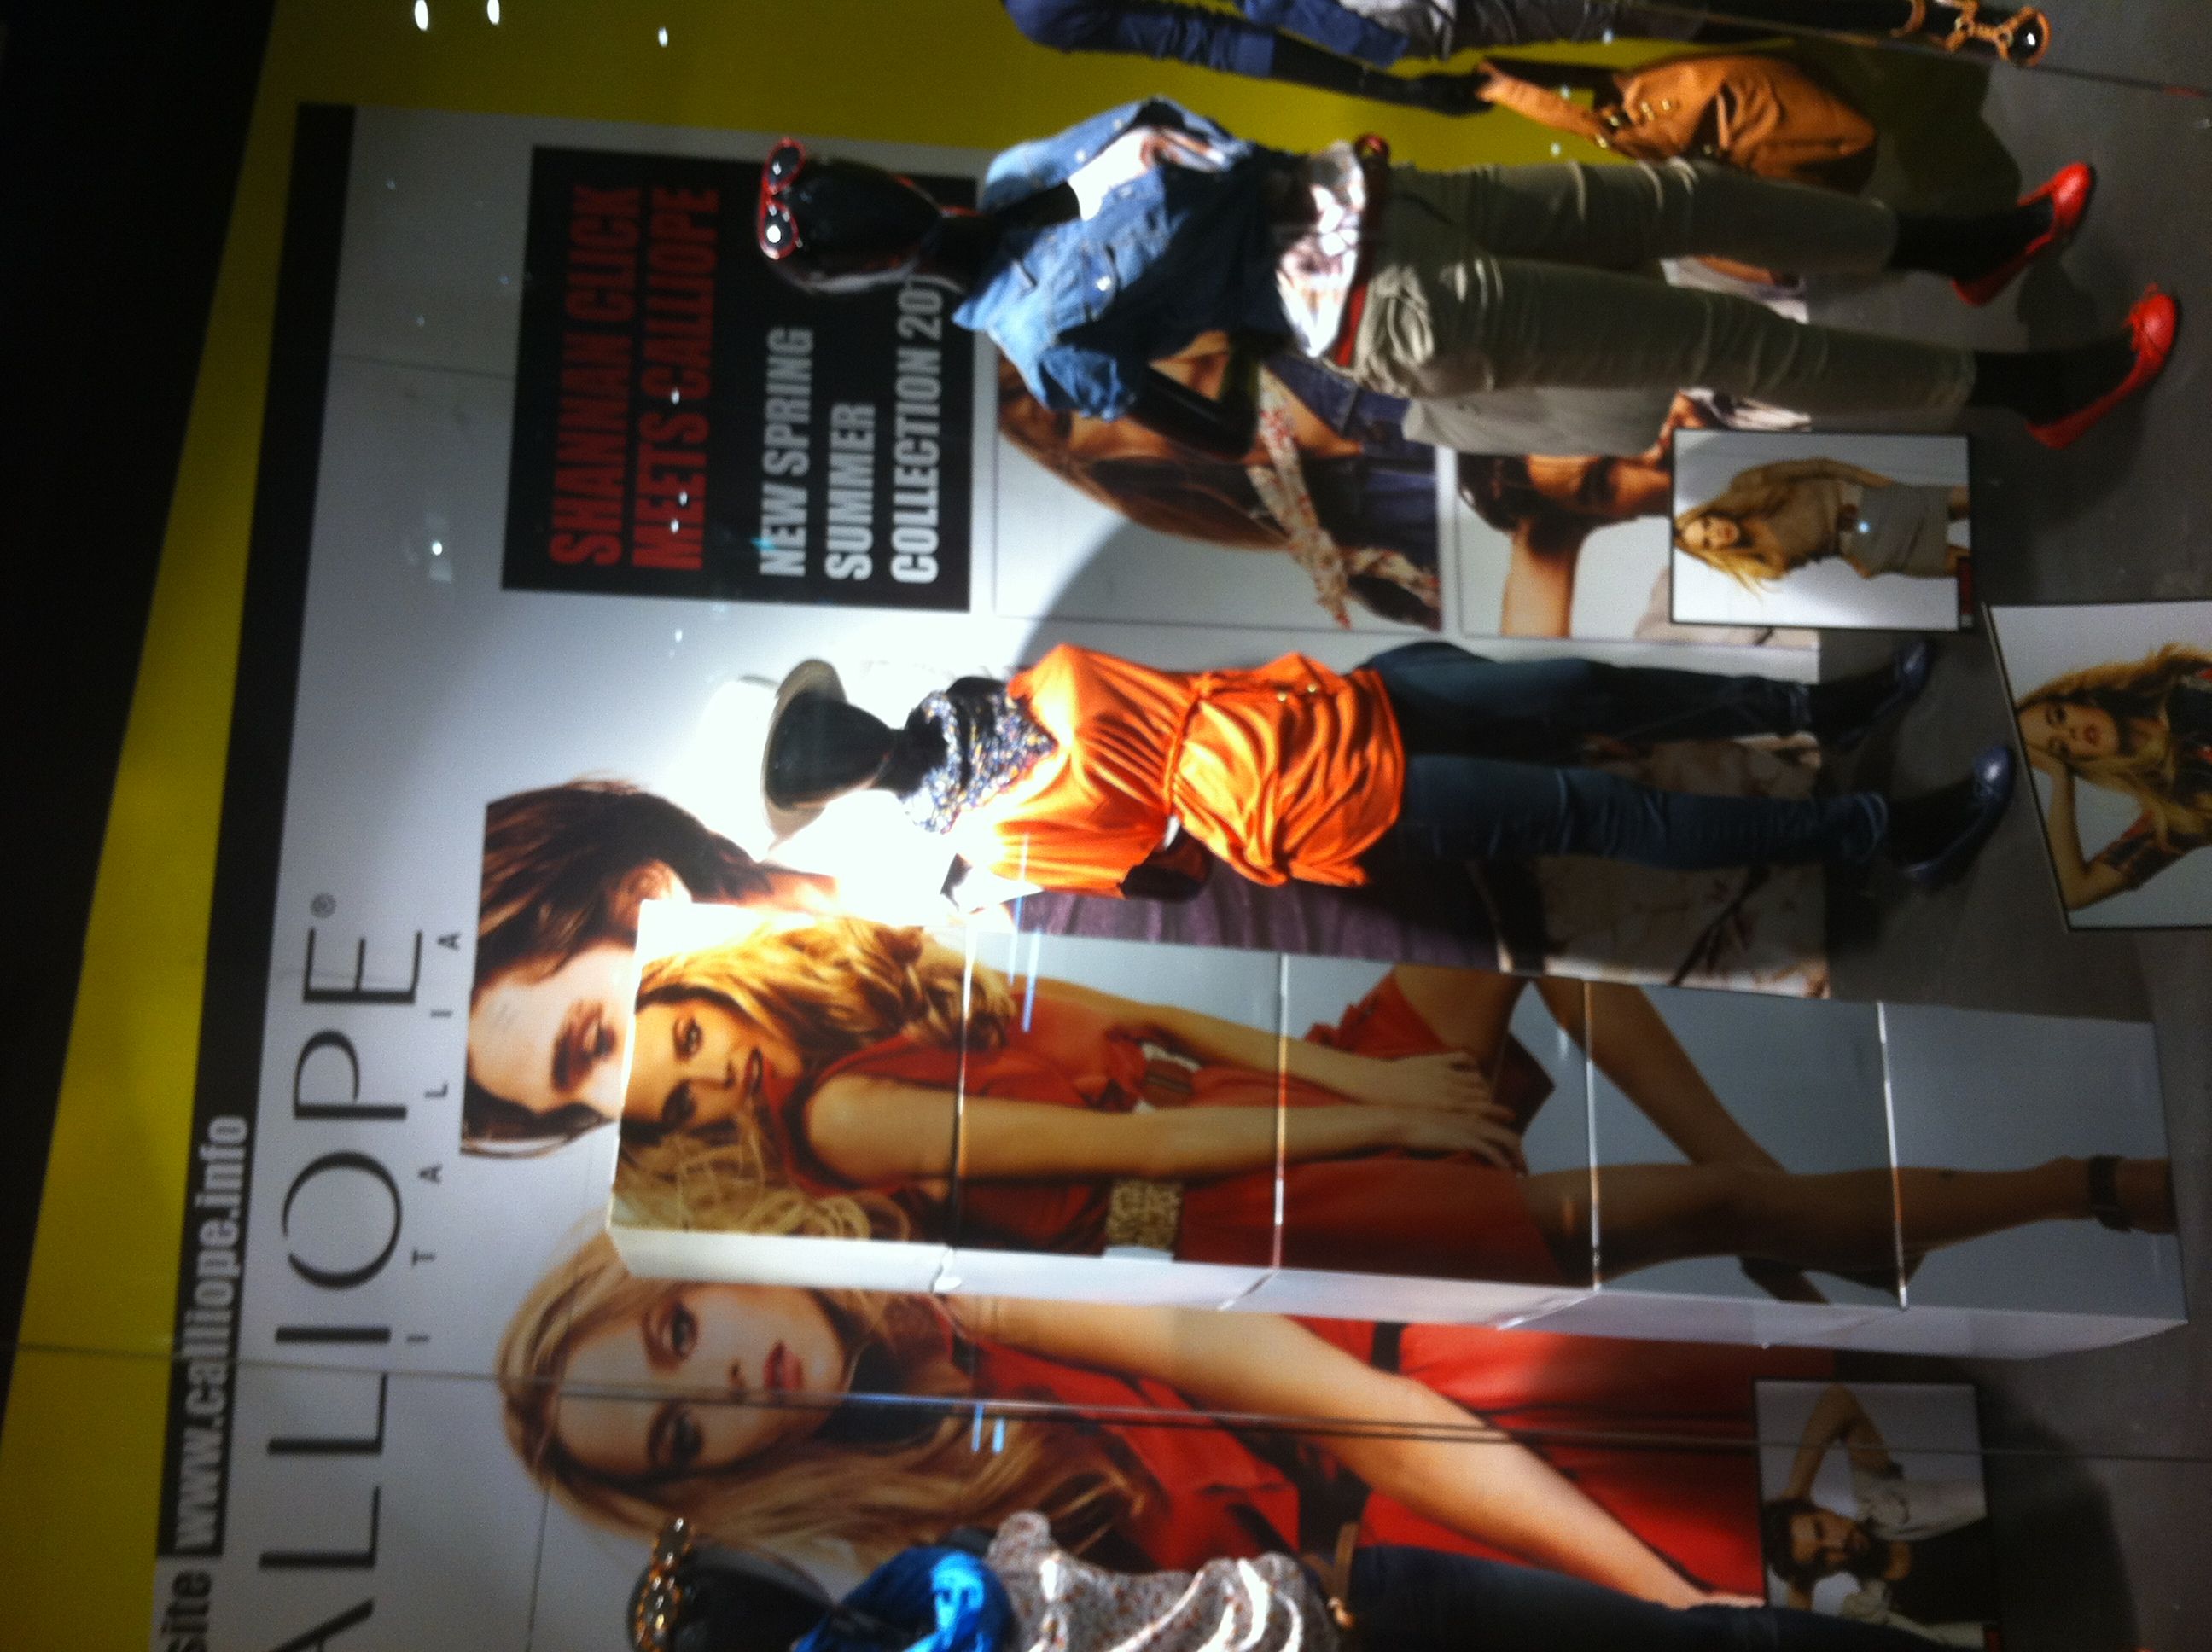 site www.calliope.info
ALLIOPE®
ITALIA
SHANNAN CLICK
MEETS CALLIOPE
NEW SPRING
SUMMER
COLLECTION 20